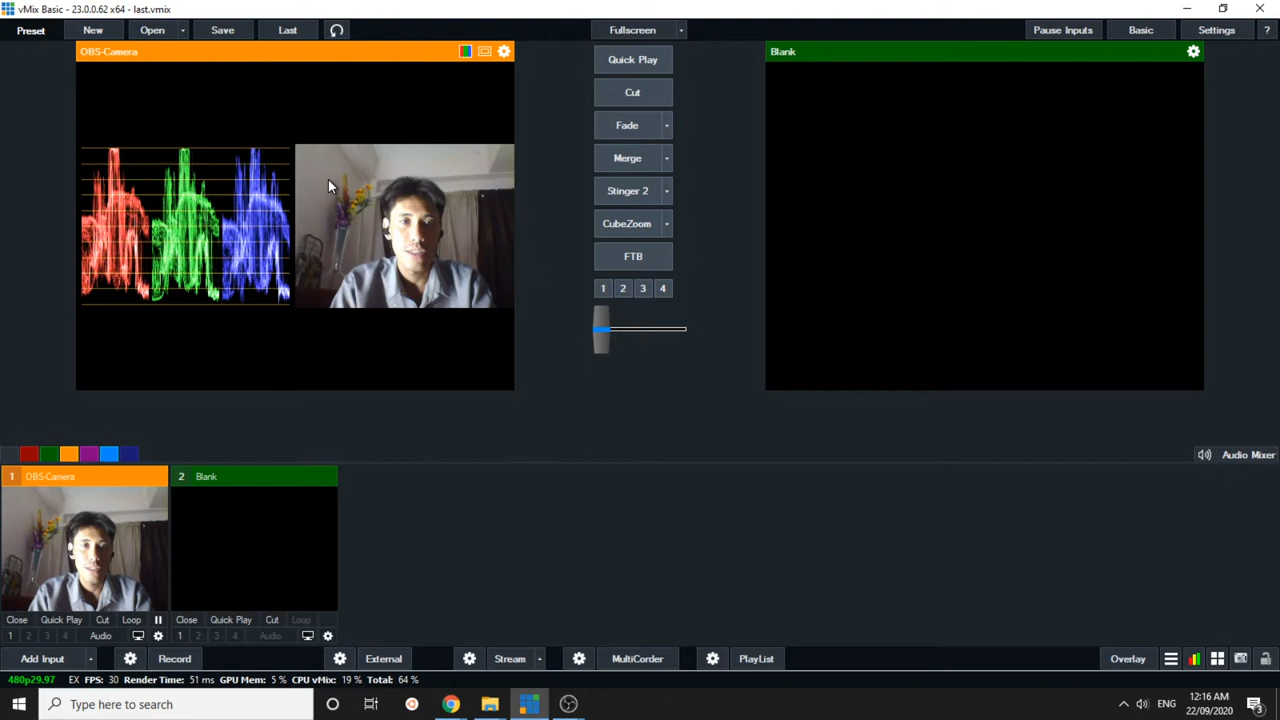 vMix Basic - 23.0.0.62 x64 - last.vmix
Preset New Open Save Last Fullscreen Pause Inputs Basic Settings ?
OBS-Camera
Blank
Quick Play
Cut
Fade
Merge
Stinger 2
CubeZoom
FTB
1 2 3 4
Audio Mixer
1 OBS-Camera
2 Blank
Close Quick Play Cut Loop
1 2 3 4 Audio
Close Quick Play Cut Loop
1 2 3 4 Audio
Add Input Record External Stream MultiCorder PlayList Overlay
480p29.97 EX FPS: 30 Render Time: 51 ms GPU Mem: 5 % CPU vMix: 19 % Total: 64 %
Type here to search
ENG
12:16 AM
22/09/2020
3